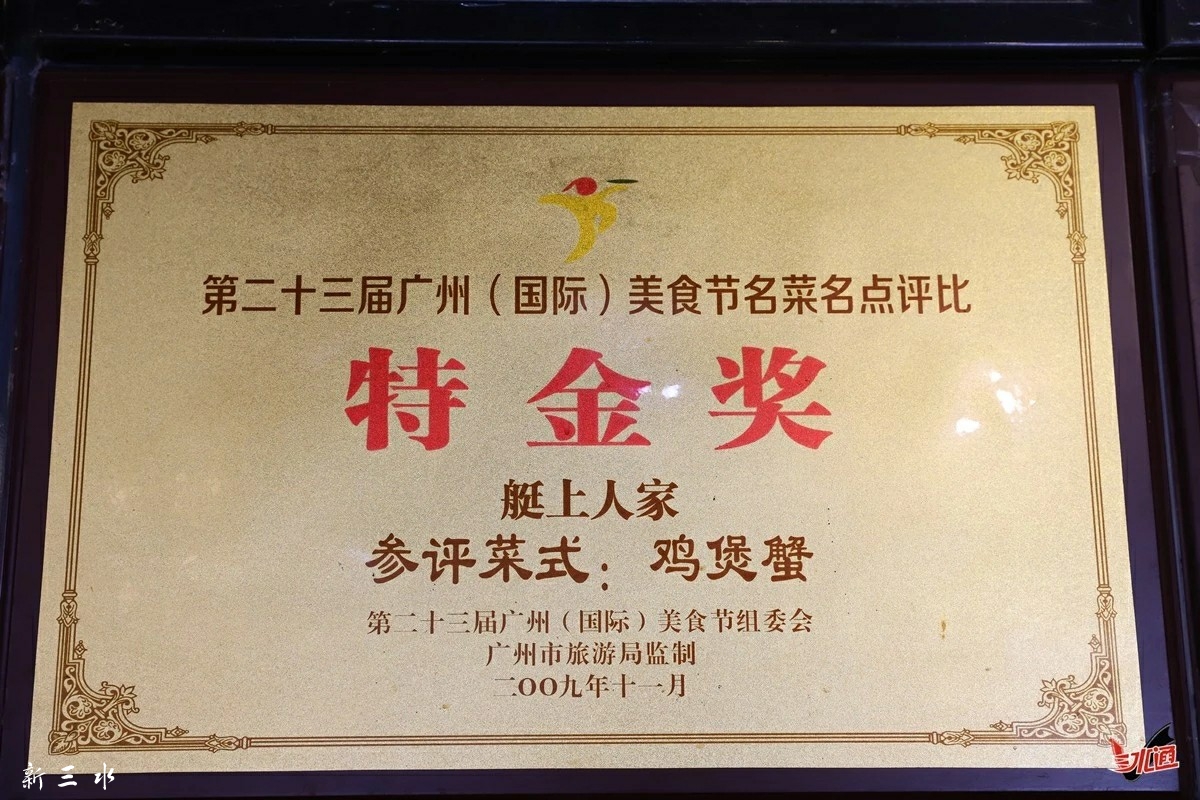 第二十三届广州（国际）美食节名菜名点评比
特金奖
艇上人家
参评菜式：鸡煲蟹
第二十三届广州（国际）美食节组委会
广州市旅游局监制
二OO九年十一月
新三水